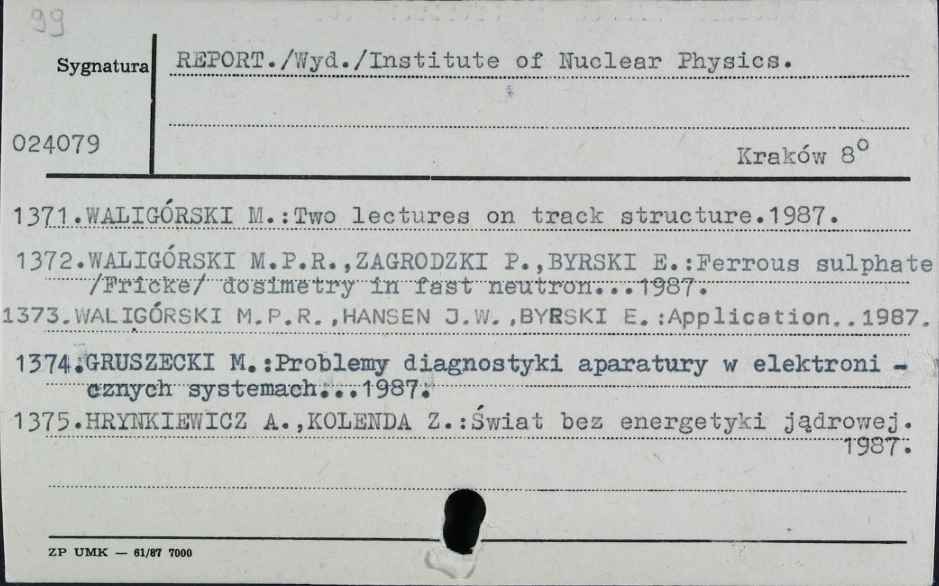 99
Sygnatura
REPORT./Wyd./Institute of Nuclear Physics.
024079
Kraków 8°
1371.WALIGÓRSKI M.:Two lectures on track structure.1987.
1372.WALIGÓRSKI M.P.R.,ZAGRODZKI P.,BYRSKI E.:Ferrous sulphate
/Fricke/ dosimetry in fast neutron...1987.
1373.WALIGÓRSKI M.P.R.,HANSEN J.W.,BYRSKI E.:Application..1987.
1374.GRUSZECKI M.:Problemy diagnostyki aparatury w elektroni -
cznych systemach...1987.
1375.HRYNKIEWICZ A.,KOLENDA Z.:Świat bez energetyki jądrowej.
1987.
ZP UMK — 61/87 7000